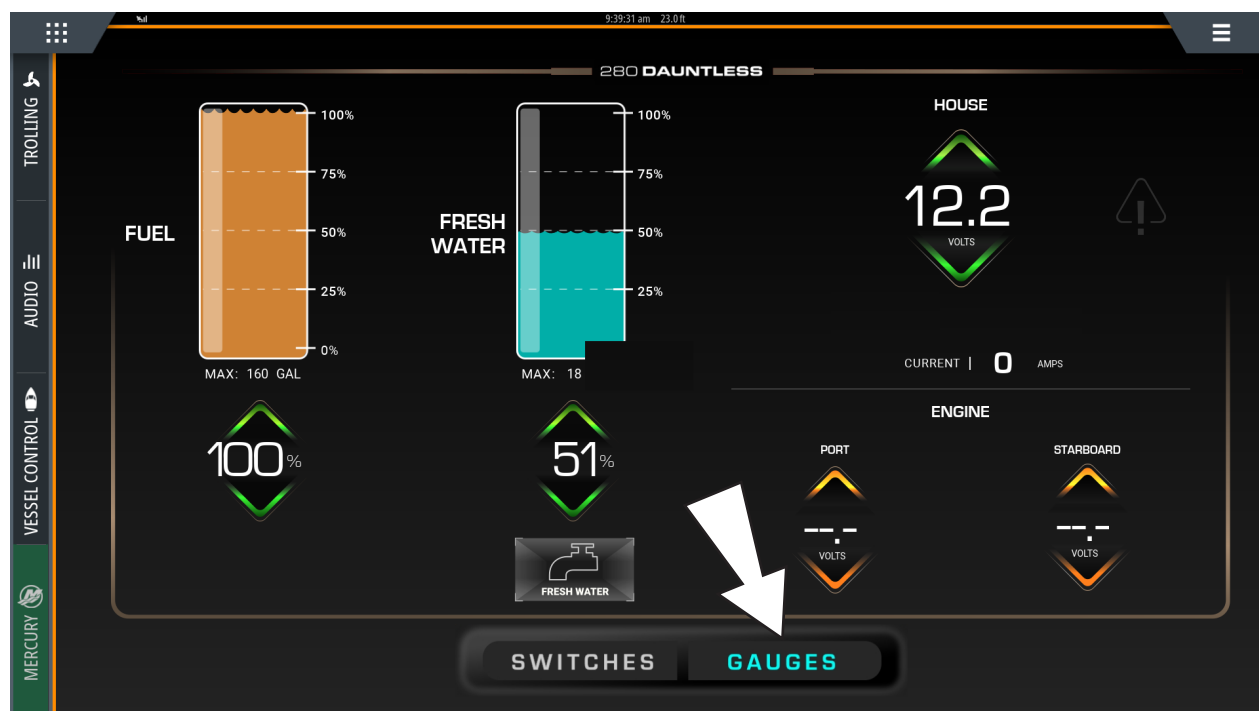 9:39:31 am 23.0 ft
280 DAUNTLESS
TROLLING
AUDIO
VESSEL CONTROL
MERCURY
FUEL
100%
75%
50%
25%
0%
MAX: 160 GAL
100%
FRESH
WATER
100%
75%
50%
25%
MAX: 18
51%
FRESH WATER
HOUSE
12.2
VOLTS
CURRENT | 0 AMPS
ENGINE
PORT
--.-
VOLTS
STARBOARD
--.-
VOLTS
SWITCHES GAUGES